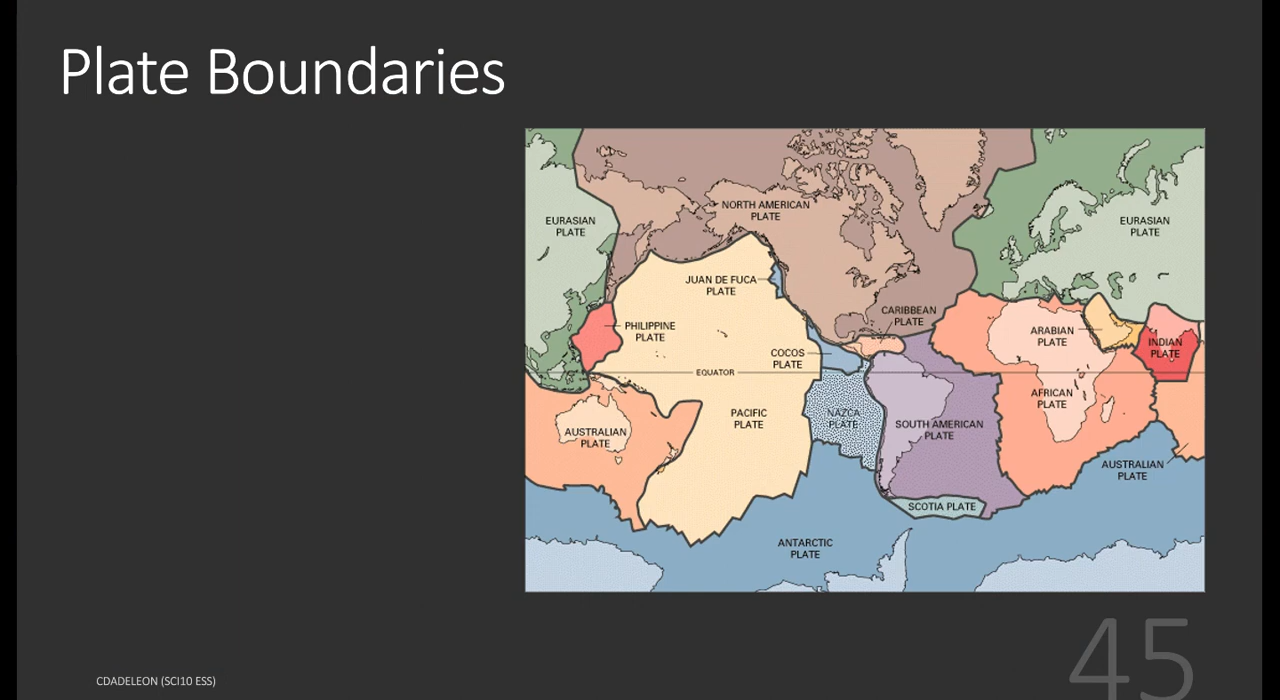 Plate Boundaries
NORTH AMERICAN
PLATE
EURASIAN
PLATE
EURASIAN
PLATE
JUAN DE FUCA
PLATE
CARIBBEAN
PLATE
PHILIPPINE
PLATE
ARABIAN
PLATE
INDIAN
PLATE
COCOS
PLATE
EQUATOR
AFRICAN
PLATE
PACIFIC
PLATE
NAZCA
PLATE
SOUTH AMERICAN
PLATE
AUSTRALIAN
PLATE
AUSTRALIAN
PLATE
SCOTIA PLATE
ANTARCTIC
PLATE
CDADELEON (SCI10 ESS)
45